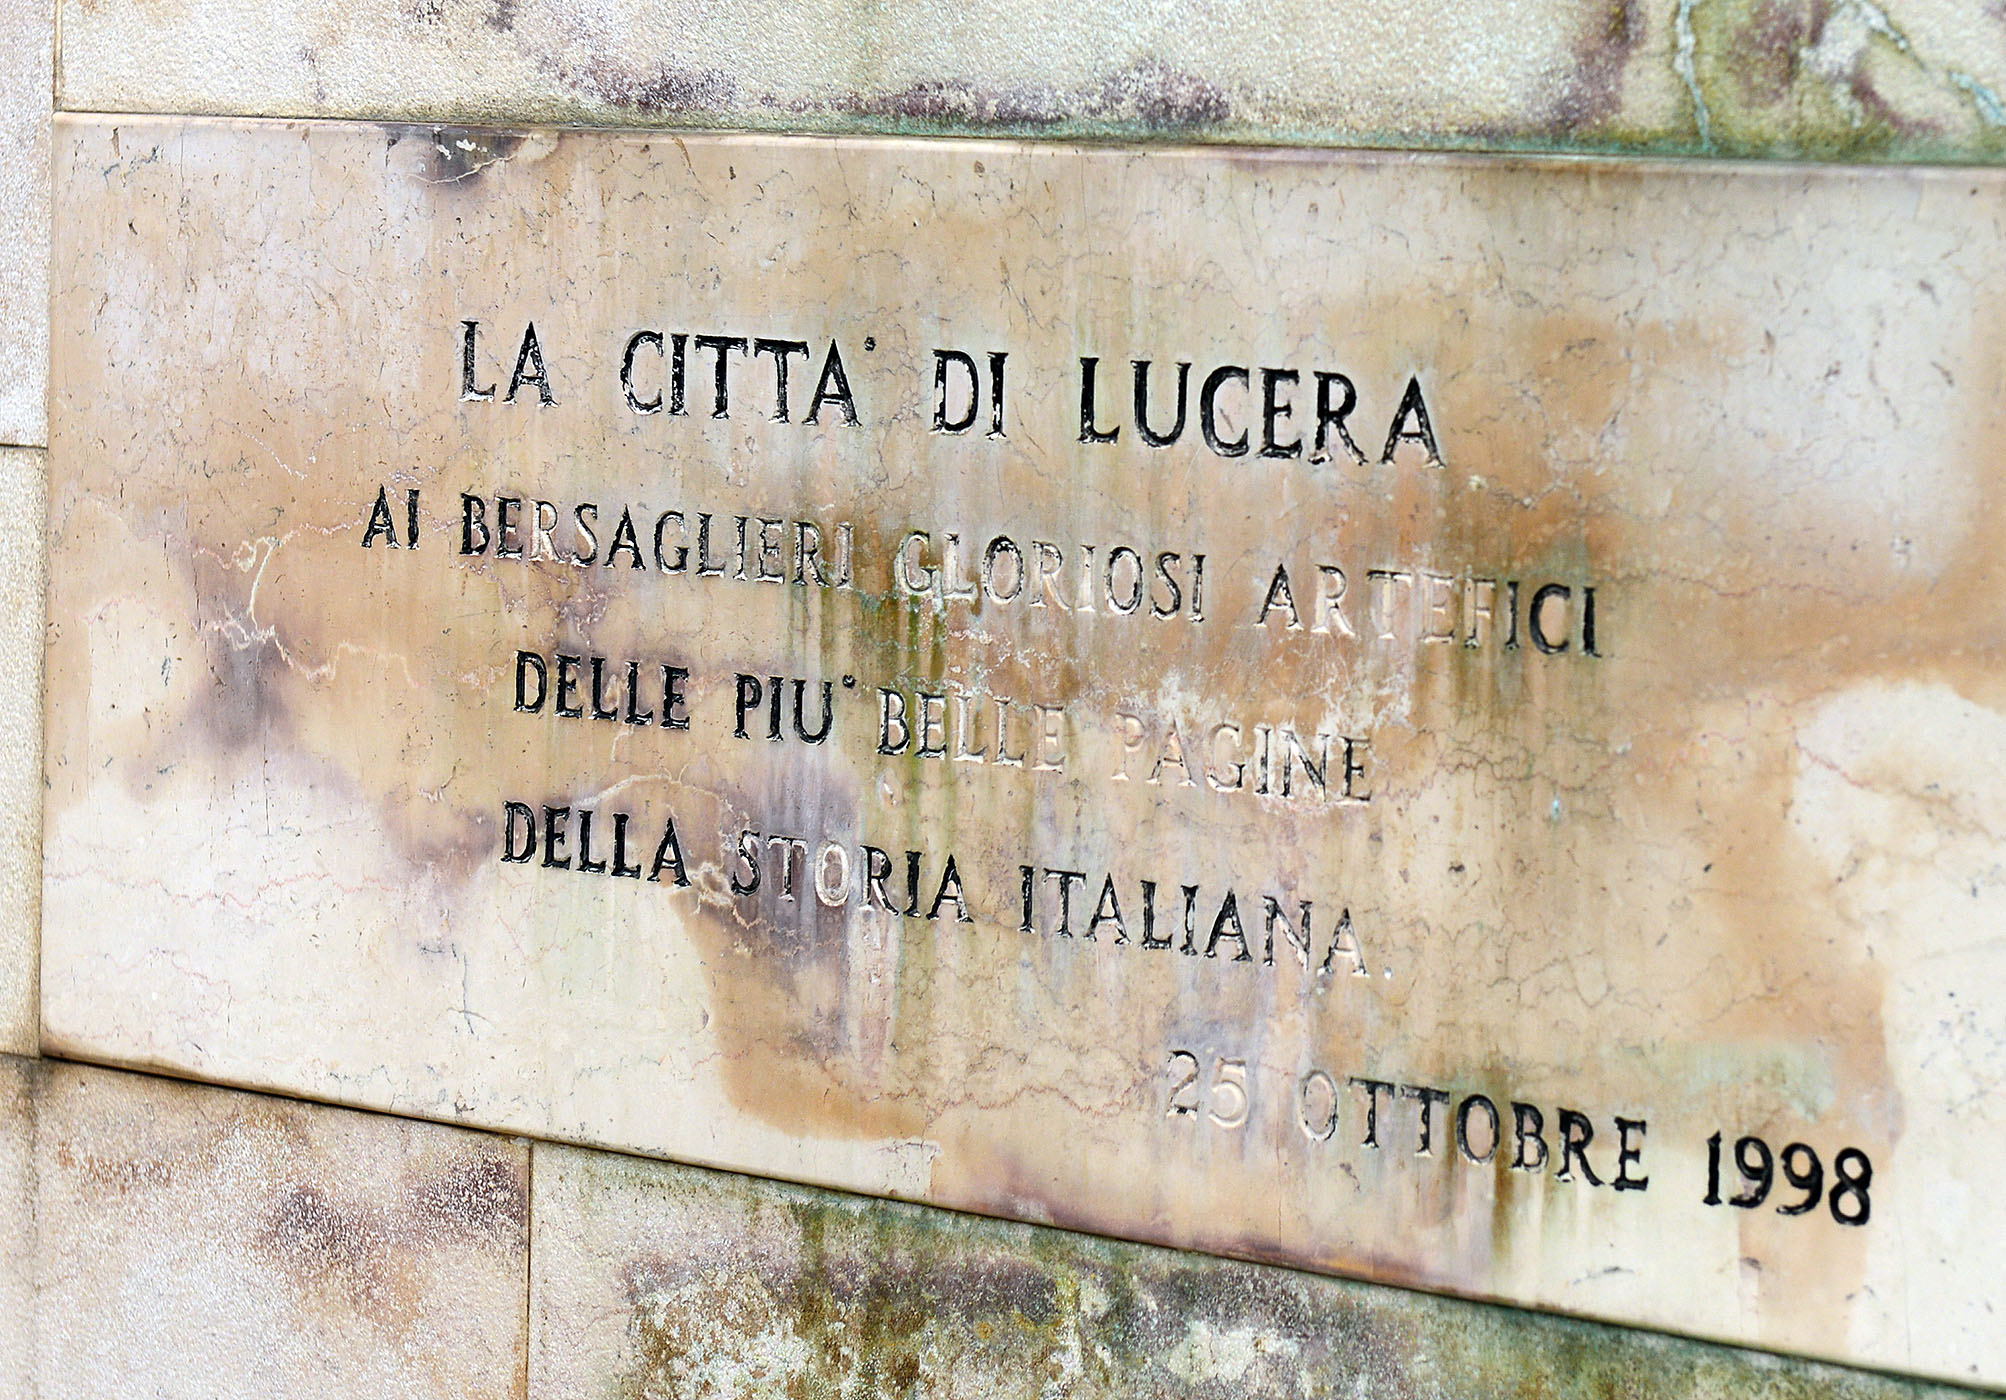 LA CITTA' DI LUCERA
AI BERSAGLIERI GLORIOSI ARTEFICI
DELLE PIU' BELLE PAGINE
DELLA STORIA ITALIANA.
25 OTTOBRE 1998